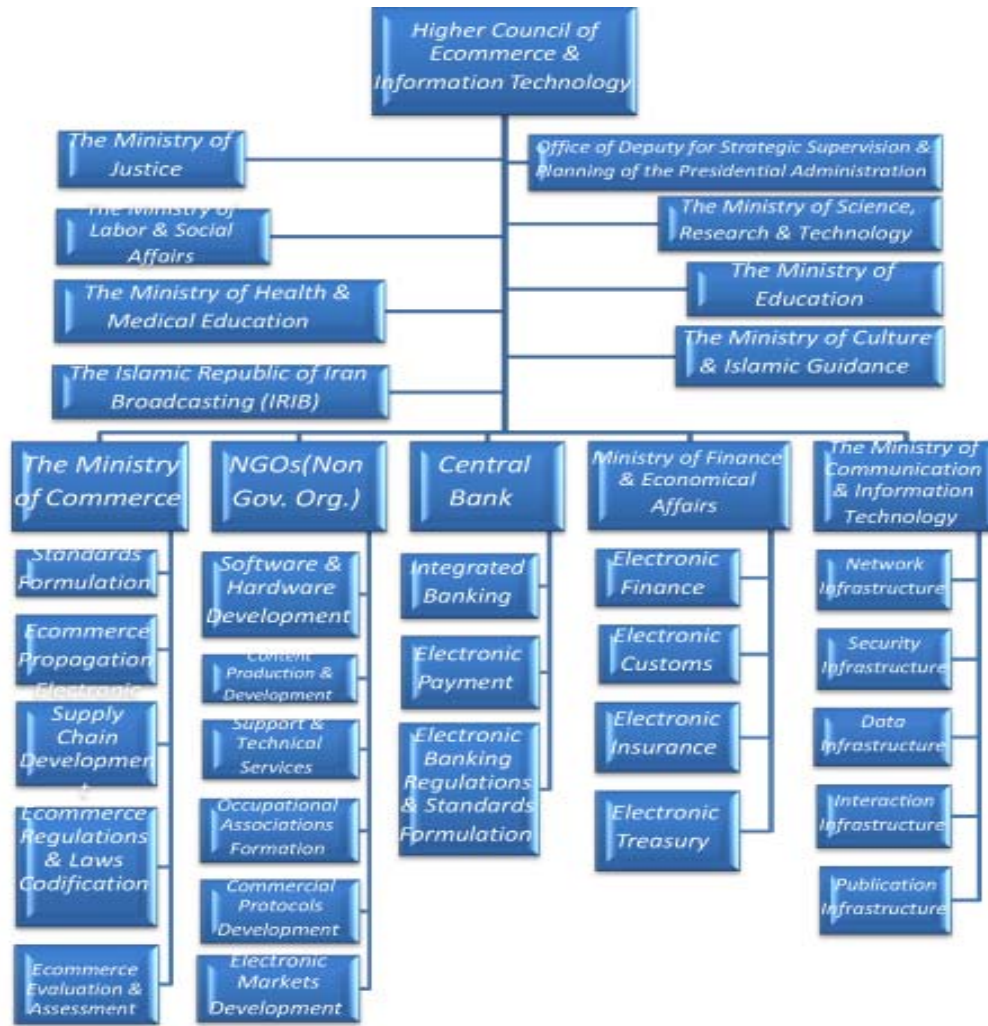 Higher Council of
Ecommerce &
Information Technology
The Ministry of
Justice
Office of Deputy for Strategic Supervision &
Planning of the Presidential Administration
The Ministry of
Labor & Social
Affairs
The Ministry of Science,
Research & Technology
The Ministry of Health &
Medical Education
The Ministry of
Education
The Islamic Republic of Iran
Broadcasting (IRIB)
The Ministry of Culture
& Islamic Guidance
The Ministry
of Commerce
Standards
Formulation
Ecommerce
Propagation
Electronic
Supply
Chain
Developmen
t
Ecommerce
Regulations
& Laws
Codification
Ecommerce
Evaluation &
Assessment
NGOs(Non
Gov. Org.)
Software &
Hardware
Development
Content
Production &
Development
Support &
Technical
Services
Occupational
Associations
Formation
Commercial
Protocols
Development
Electronic
Markets
Development
Central
Bank
Integrated
Banking
Electronic
Payment
Electronic
Banking
Regulations
& Standards
Formulation
Ministry of Finance
& Economical
Affairs
Electronic
Finance
Electronic
Customs
Electronic
Insurance
Electronic
Treasury
The Ministry of
Communication
& Information
Technology
Network
Infrastructure
Security
Infrastructure
Data
Infrastructure
Interaction
Infrastructure
Publication
Infrastructure